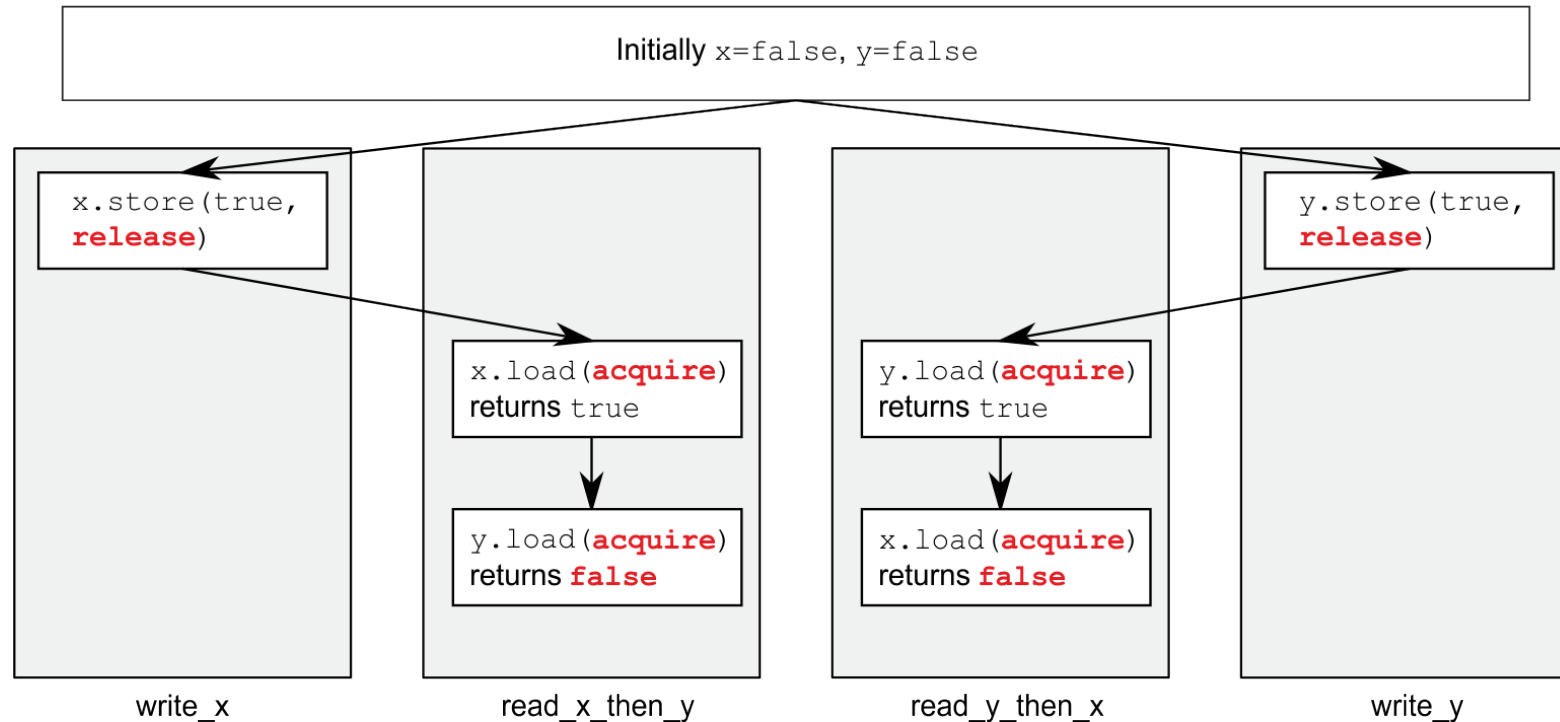 Initially x=false, y=false
x.store(true,
release)
y.store(true,
release)
x.load(acquire)
returns true
y.load(acquire)
returns true
y.load(acquire)
returns false
x.load(acquire)
returns false
write_x
read_x_then_y
read_y_then_x
write_y